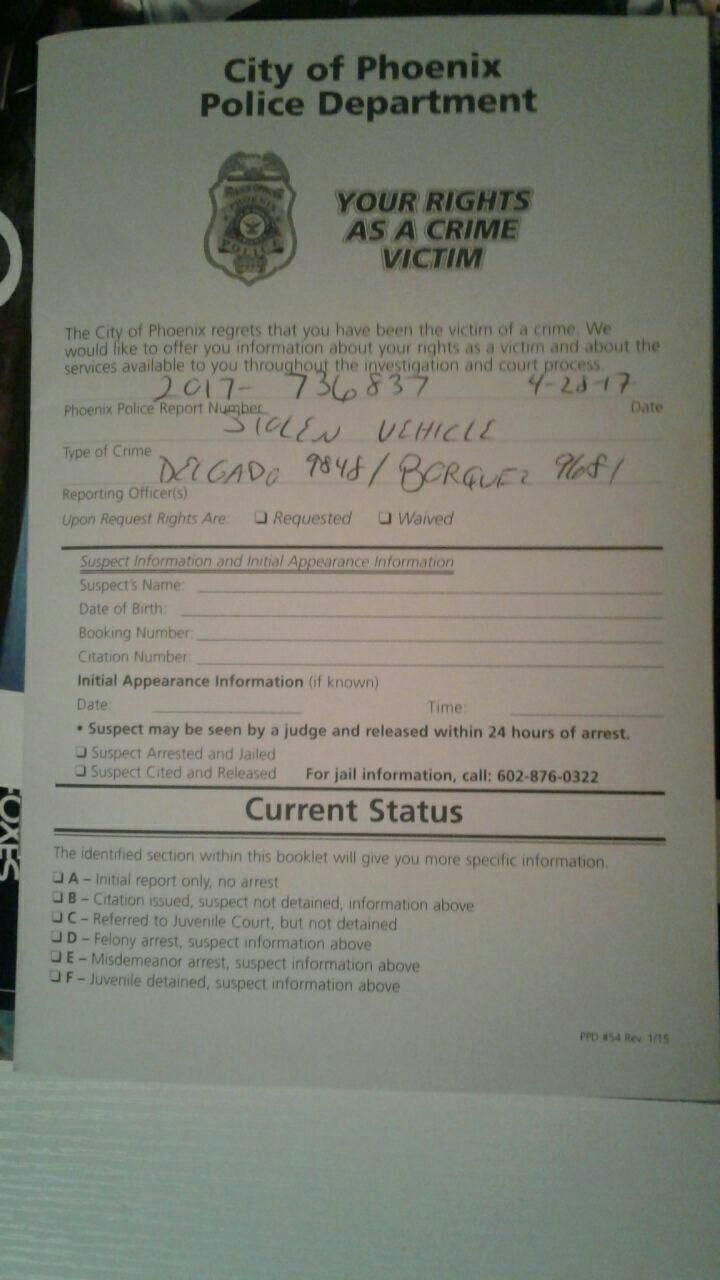 City of Phoenix
Police Department
PHOENIX
POLICE
YOUR RIGHTS
AS A CRIME
VICTIM
The City of Phoenix regrets that you have been the victim of a crime. We
would like to offer you information about your rights as a victim and about the
services available to you throughout the investigation and court process.
2017- 736837 4-28-17
Phoenix Police Report Number Date
STOLEN VEHICLE
Type of Crime
DELGADO 9848/ BORQUEZ 9681
Reporting Officer(s)
Upon Request Rights Are: ❑ Requested ❑ Waived
Suspect Information and Initial Appearance Information
Suspect's Name:
Date of Birth:
Booking Number:
Citation Number:
Initial Appearance Information (if known)
Date: Time:
• Suspect may be seen by a judge and released within 24 hours of arrest.
❑ Suspect Arrested and Jailed
❑ Suspect Cited and Released For jail information, call: 602-876-0322
Current Status
The identified section within this booklet will give you more specific information.
❑ A – Initial report only, no arrest
❑ B – Citation issued, suspect not detained, information above
❑ C – Referred to Juvenile Court, but not detained
❑ D – Felony arrest, suspect information above
❑ E – Misdemeanor arrest, suspect information above
❑ F – Juvenile detained, suspect information above
PPD #54 Rev. 1/15